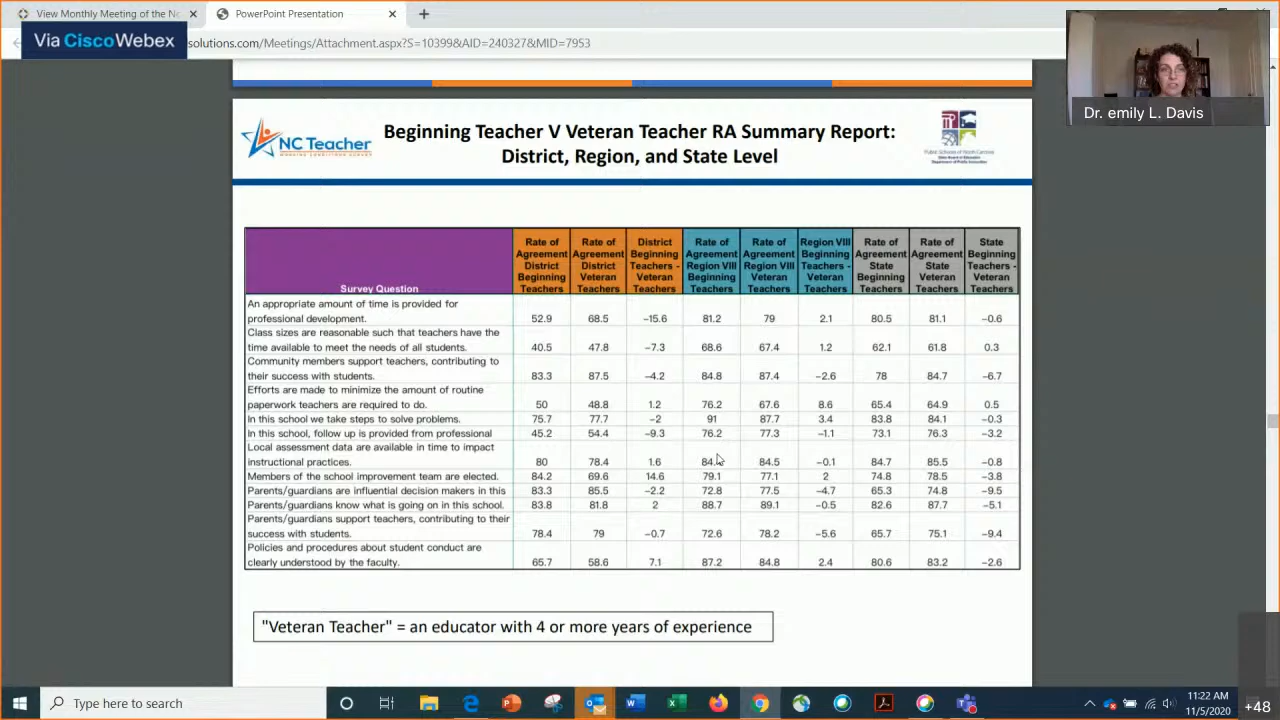 View Monthly Meeting of the No
PowerPoint Presentation
Via Cisco Webex
solutions.com/Meetings/Attachment.aspx?S=10399&AID=240327&MID=7953
Dr. emily L. Davis
NC Teacher
Beginning Teacher V Veteran Teacher RA Summary Report:
District, Region, and State Level
Public Schools of North Carolina
Survey Question
Rate of Agreement District Beginning Teachers
Rate of Agreement District Veteran Teachers
District Beginning Teachers - Veteran Teachers
Rate of Agreement Region VIII Beginning Teachers
Rate of Agreement Region VIII Veteran Teachers
Region VIII Beginning Teachers - Veteran Teachers
Rate of Agreement State Beginning Teachers
Rate of Agreement State Veteran Teachers
State Beginning Teachers - Veteran Teachers
An appropriate amount of time is provided for
professional development. 52.9 68.5 −15.6 81.2 79 2.1 80.5 81.1 −0.6
Class sizes are reasonable such that teachers have the
time available to meet the needs of all students. 40.5 47.8 −7.3 68.6 67.4 1.2 62.1 61.8 0.3
Community members support teachers, contributing to
their success with students. 83.3 87.5 −4.2 84.8 87.4 −2.6 78 84.7 −6.7
Efforts are made to minimize the amount of routine
paperwork teachers are required to do. 50 48.8 1.2 76.2 67.6 8.6 65.4 64.9 0.5
In this school we take steps to solve problems. 75.7 77.7 −2 91 87.7 3.4 83.8 84.1 −0.3
In this school, follow up is provided from professional 45.2 54.4 −9.3 76.2 77.3 −1.1 73.1 76.3 −3.2
Local assessment data are available in time to impact
instructional practices. 80 78.4 1.6 84. 84.5 −0.1 84.7 85.5 −0.8
Members of the school improvement team are elected. 84.2 69.6 14.6 79.1 77.1 2 74.8 78.5 −3.8
Parents/guardians are influential decision makers in this 83.3 85.5 −2.2 72.8 77.5 −4.7 65.3 74.8 −9.5
Parents/guardians know what is going on in this school. 83.8 81.8 2 88.7 89.1 −0.5 82.6 87.7 −5.1
Parents/guardians support teachers, contributing to their
success with students. 78.4 79 −0.7 72.6 78.2 −5.6 65.7 75.1 −9.4
Policies and procedures about student conduct are
clearly understood by the faculty. 65.7 58.6 7.1 87.2 84.8 2.4 80.6 83.2 −2.6
"Veteran Teacher" = an educator with 4 or more years of experience
Type here to search
11:22 AM
11/5/2020
+48